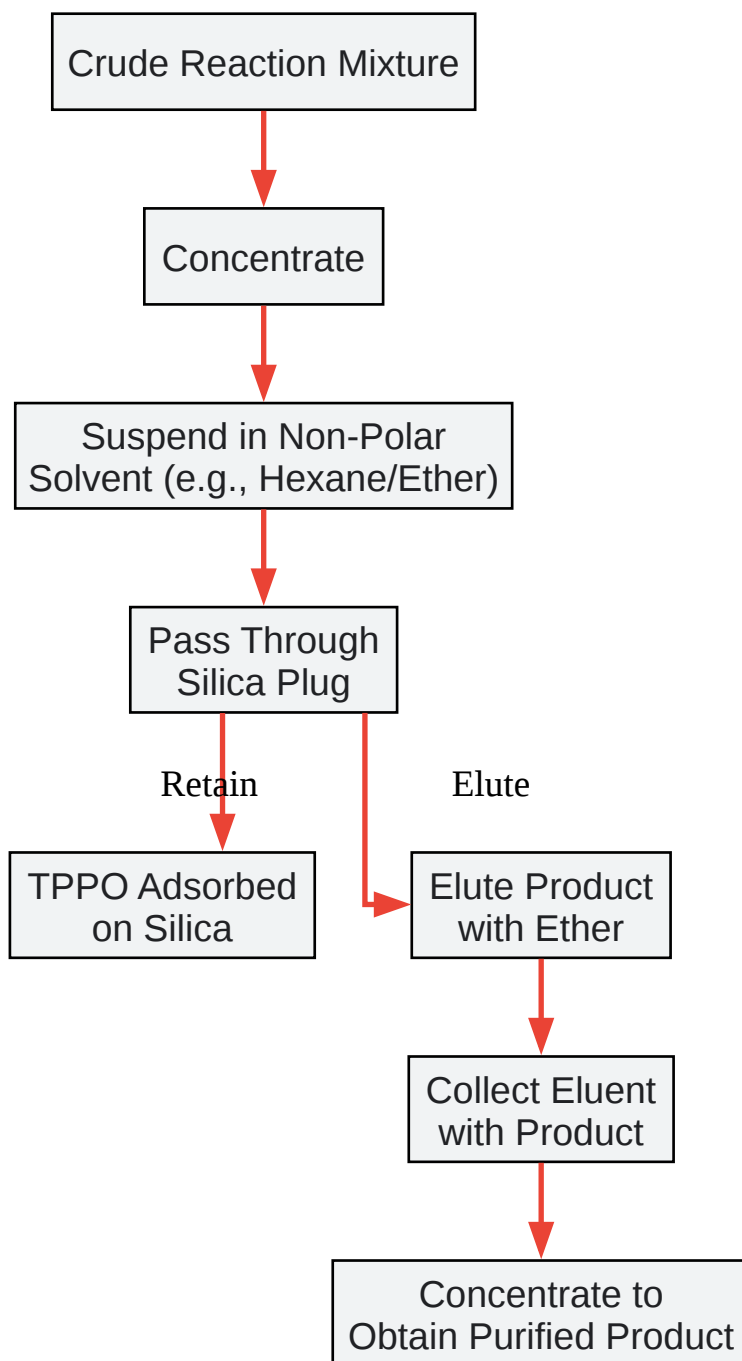 Crude Reaction Mixture
Concentrate
Suspend in Non-Polar
Solvent (e.g., Hexane/Ether)
Pass Through
Silica Plug
Retain
Elute
TPPO Adsorbed
on Silica
Elute Product
with Ether
Collect Eluent
with Product
Concentrate to
Obtain Purified Product